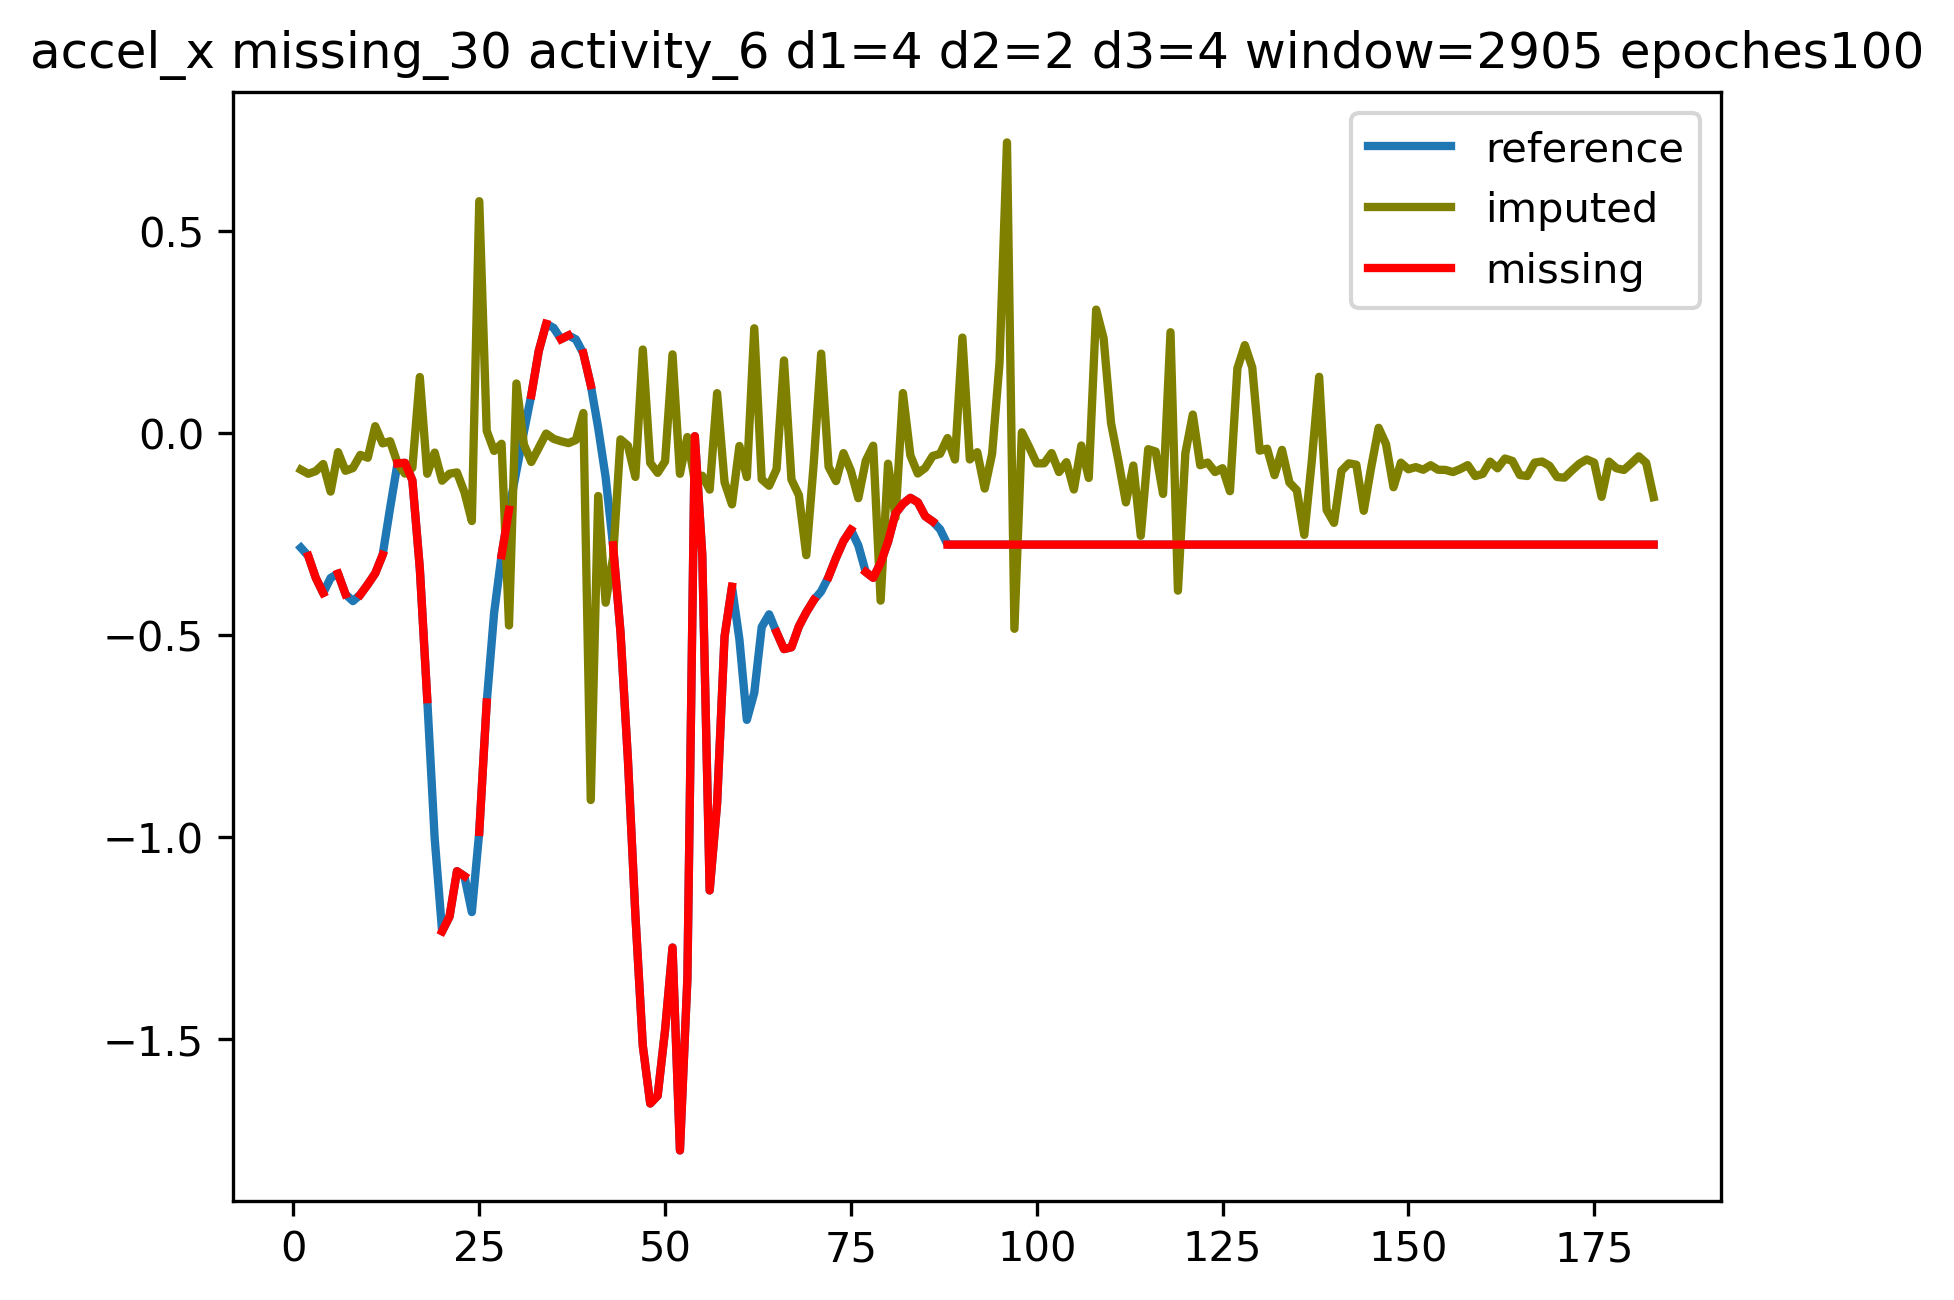 accel_x missing_30 activity_6 d1=4 d2=2 d3=4 window=2905 epoches100
reference
imputed
missing
0.5
0.0
−0.5
−1.0
−1.5
0 25 50 75 100 125 150 175